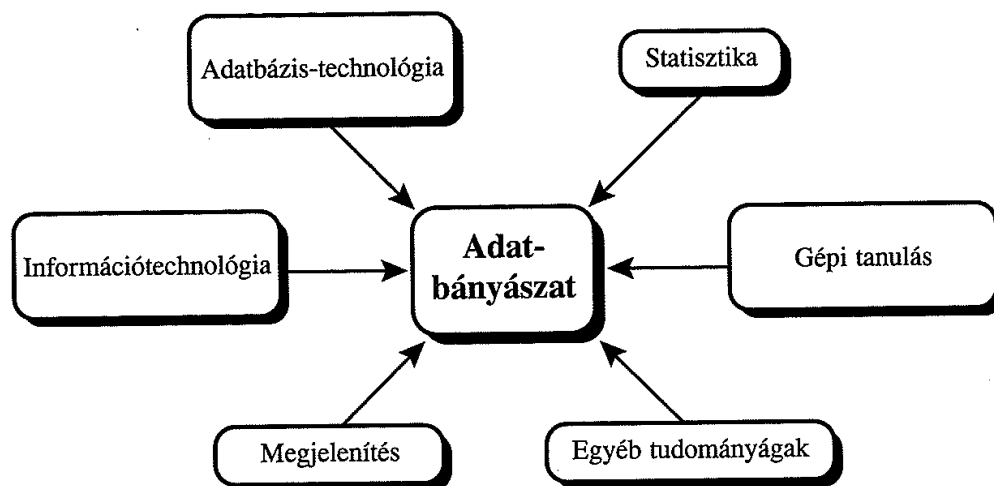 Adatbázis-technológia
Statisztika
Információtechnológia
Adat-
bányászat
Gépi tanulás
Megjelenítés
Egyéb tudományágak